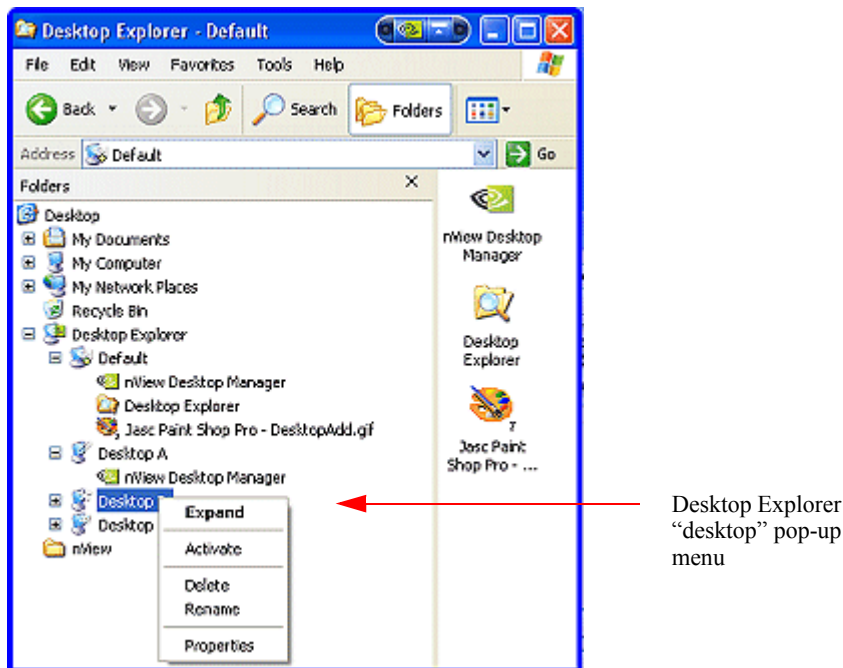 Desktop Explorer - Default
File Edit View Favorites Tools Help
Back Search Folders
Address Default Go
Folders
Desktop
My Documents
My Computer
My Network Places
Recycle Bin
Desktop Explorer
Default
nView Desktop Manager
Desktop Explorer
Jasc Paint Shop Pro - DesktopAdd.gif
Desktop A
nView Desktop Manager
Desktop
Desktop
nView
Expand
Activate
Delete
Rename
Properties
nView Desktop
Manager
Desktop
Explorer
Jasc Paint
Shop Pro - ...
Desktop Explorer
“desktop” pop-up
menu